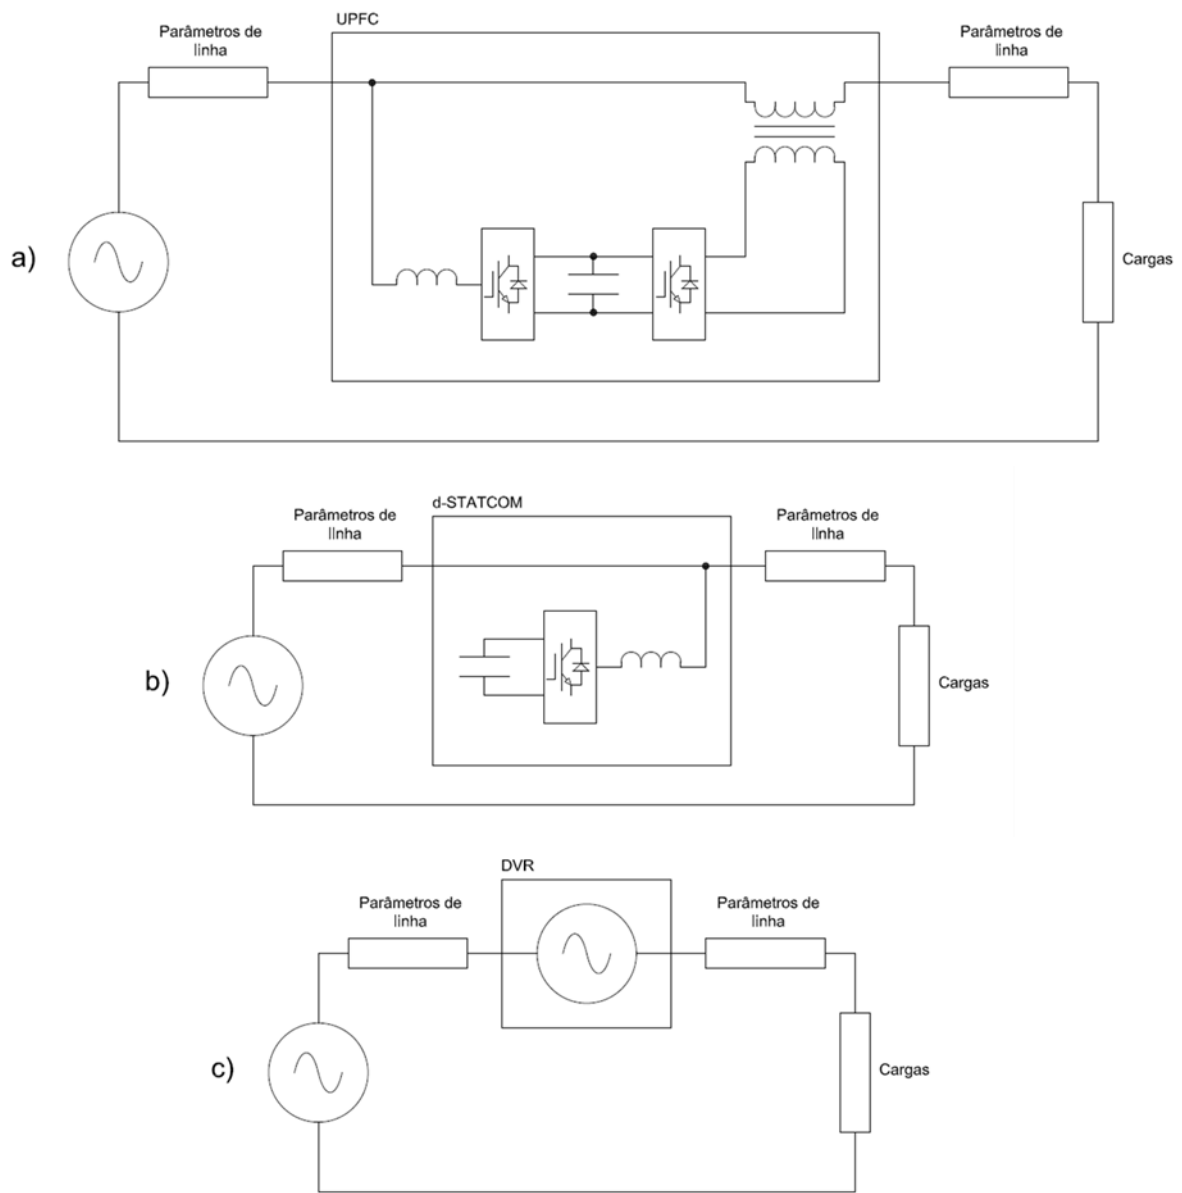 UPFC
Parâmetros de
linha
Parâmetros de
linha
a)
Cargas
d-STATCOM
Parâmetros de
linha
Parâmetros de
linha
b)
Cargas
DVR
Parâmetros de
linha
Parâmetros de
linha
c)
Cargas